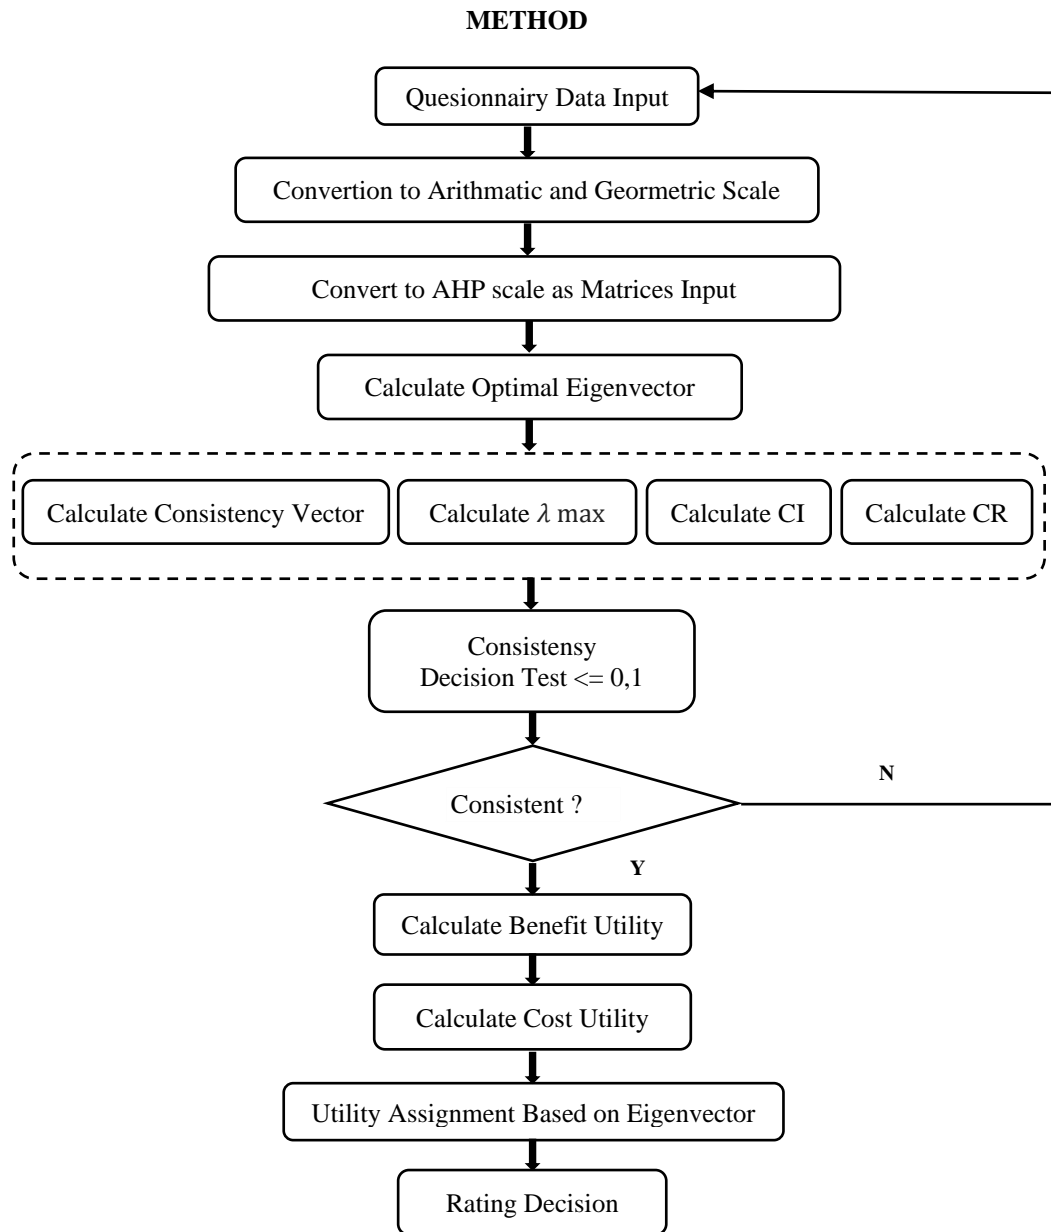 METHOD
Quesionnairy Data Input
Convertion to Arithmatic and Geormetric Scale
Convert to AHP scale as Matrices Input
Calculate Optimal Eigenvector
Calculate Consistency Vector
Calculate λ max
Calculate CI
Calculate CR
Consistensy
Decision Test <= 0,1
Consistent ?
N
Y
Calculate Benefit Utility
Calculate Cost Utility
Utility Assignment Based on Eigenvector
Rating Decision